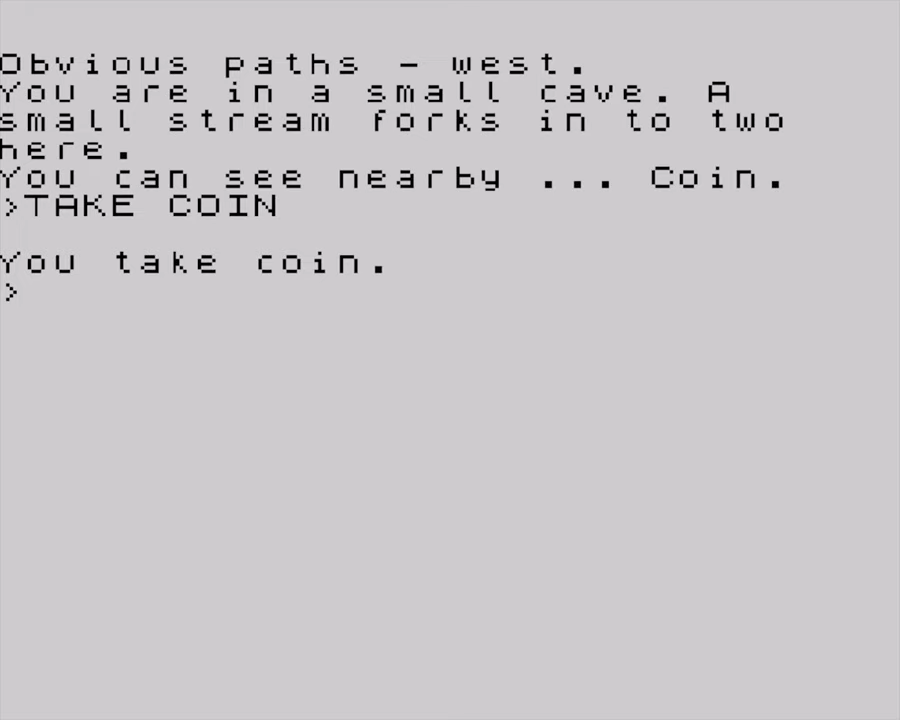 Obvious paths - west.
You are in a small cave. A
small stream forks in to two
here.
You can see nearby ... Coin.
>TAKE COIN
You take coin.
>